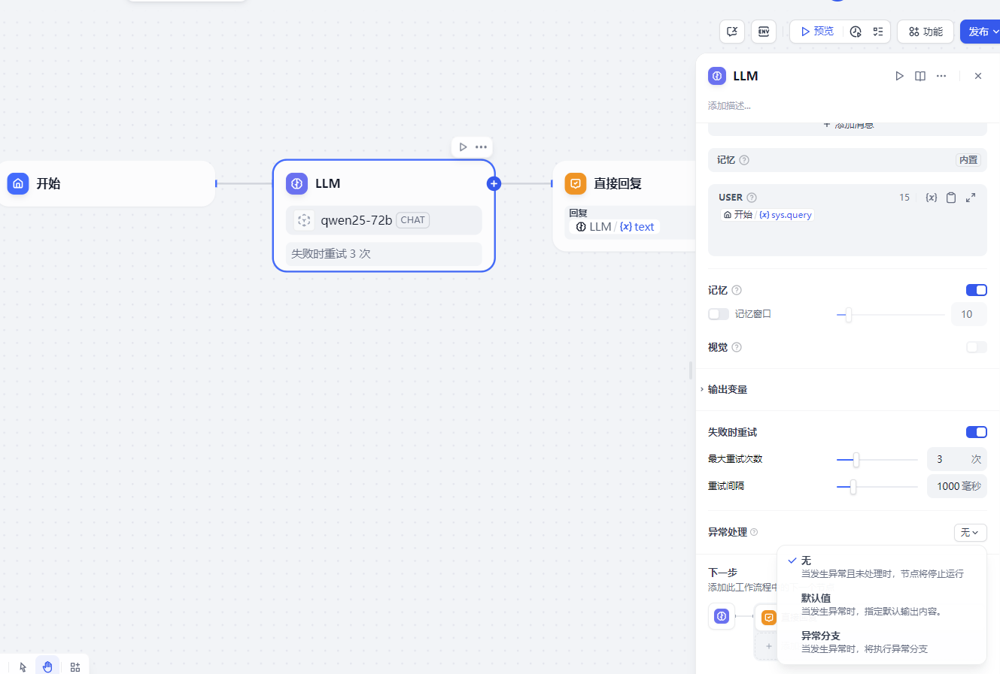 ENV
预览
功能
发布
LLM
添加描述...
添加消息
记忆
内置
USER
15
{x}
开始 / {x} sys.query
记忆
记忆窗口
10
视觉
输出变量
失败时重试
最大重试次数
3 次
重试间隔
1000 毫秒
异常处理
无
无
当发生异常且未处理时，节点将停止运行
默认值
当发生异常时，指定默认输出内容。
异常分支
当发生异常时，将执行异常分支
下一步
添加此工作流程中
开始
LLM
qwen25-72b CHAT
失败时重试 3 次
直接回复
回复
LLM / {x} text